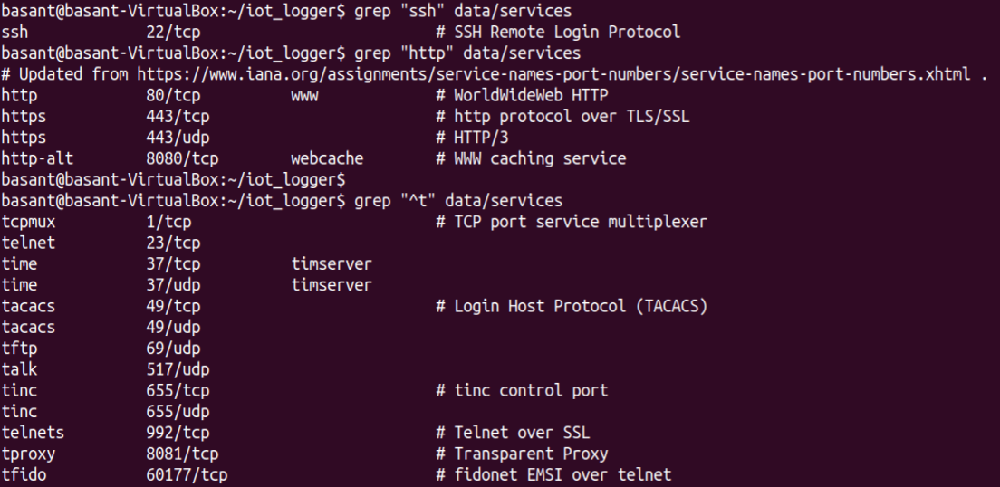 basant@basant-VirtualBox:~/iot_logger$ grep "ssh" data/services
ssh             22/tcp                          # SSH Remote Login Protocol
basant@basant-VirtualBox:~/iot_logger$ grep "http" data/services
# Updated from https://www.iana.org/assignments/service-names-port-numbers/service-names-port-numbers.xhtml .
http            80/tcp          www             # WorldWideWeb HTTP
https           443/tcp                         # http protocol over TLS/SSL
https           443/udp                         # HTTP/3
http-alt        8080/tcp        webcache        # WWW caching service
basant@basant-VirtualBox:~/iot_logger$
basant@basant-VirtualBox:~/iot_logger$ grep "^t" data/services
tcpmux          1/tcp                           # TCP port service multiplexer
telnet          23/tcp
time            37/tcp          timserver
time            37/udp          timserver
tacacs          49/tcp                          # Login Host Protocol (TACACS)
tacacs          49/udp
tftp            69/udp
talk            517/udp
tinc            655/tcp                         # tinc control port
tinc            655/udp
telnets         992/tcp                         # Telnet over SSL
tproxy          8081/tcp                        # Transparent Proxy
tfido           60177/tcp                       # fidonet EMSI over telnet